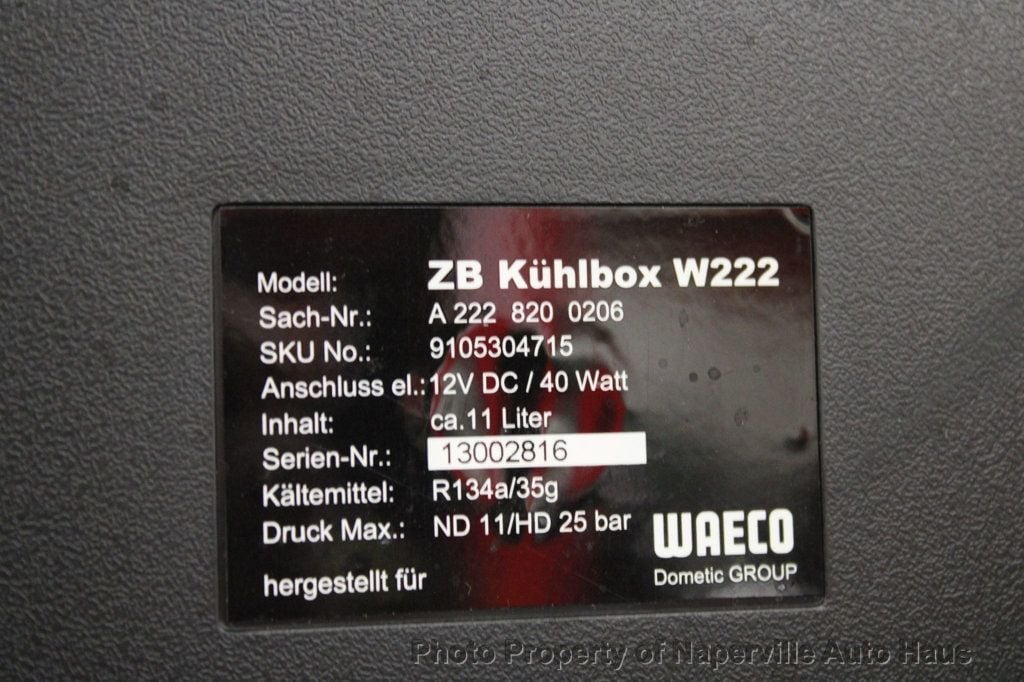 Modell: ZB Kühlbox W222
Sach-Nr.: A 222 820 0206
SKU No.: 9105304715
Anschluss el.: 12V DC / 40 Watt
Inhalt: ca.11 Liter
Serien-Nr.: 13002816
Kältemittel: R134a/35g
Druck Max.: ND 11/HD 25 bar
WAECO
Dometic GROUP
hergestellt für
Photo Property of Naperville Auto Haus